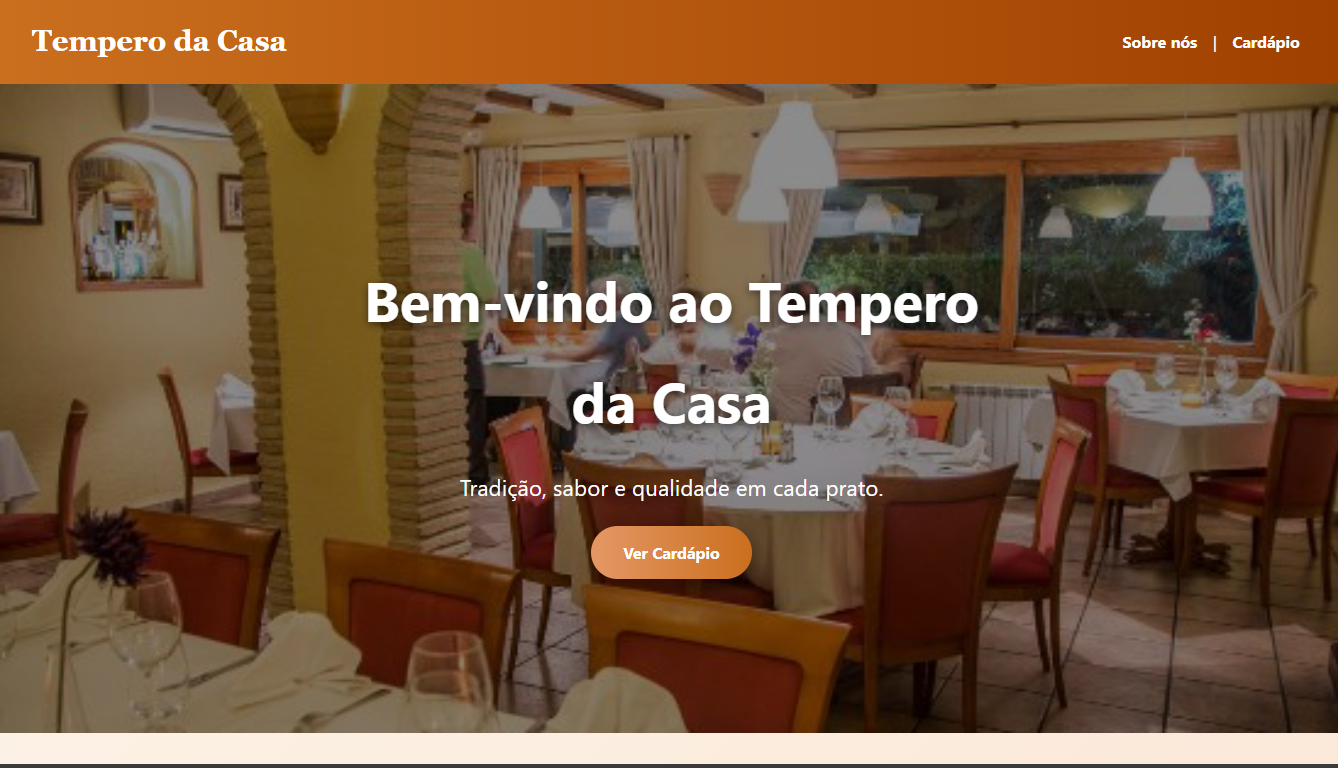 Tempero da Casa
Sobre nós | Cardápio
Bem-vindo ao Tempero
da Casa
Tradição, sabor e qualidade em cada prato.
Ver Cardápio